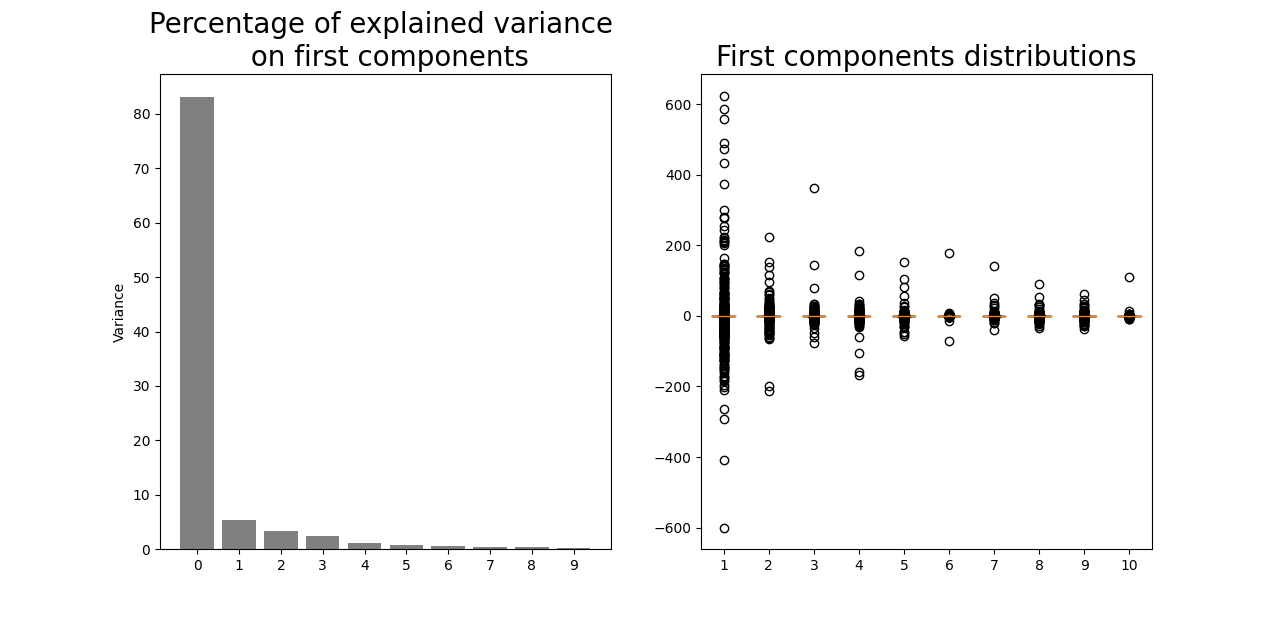 Percentage of explained variance
on first components
Variance
80
70
60
50
40
30
20
10
0
0 1 2 3 4 5 6 7 8 9
First components distributions
600
400
200
0
−200
−400
−600
1 2 3 4 5 6 7 8 9 10